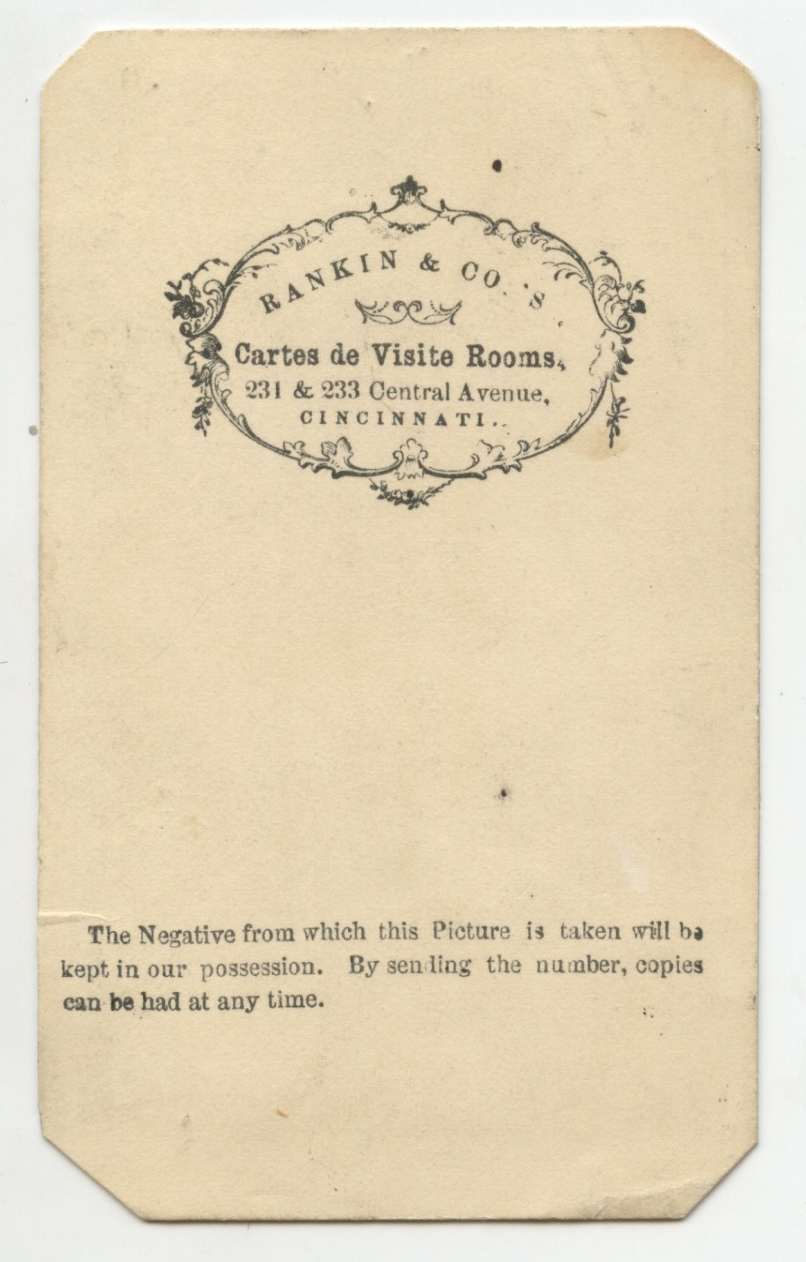 RANKIN & CO.'S
Cartes de Visite Rooms,
231 & 233 Central Avenue,
CINCINNATI.
The Negative from which this Picture is taken will be
kept in our possession. By sending the number, copies
can be had at any time.